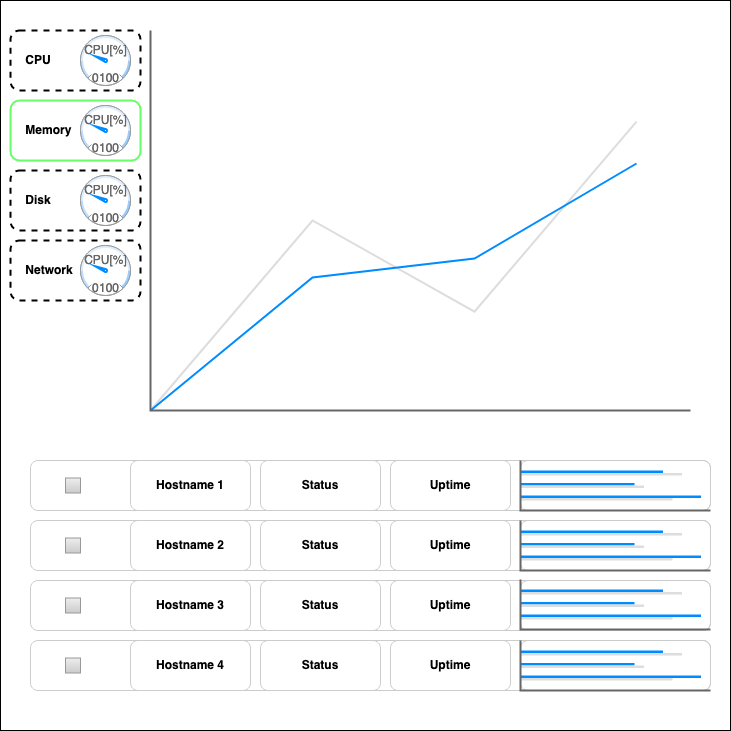 CPU
CPU[%]
0100
Memory
CPU[%]
0100
Disk
CPU[%]
0100
Network
CPU[%]
0100
Hostname 1 Status Uptime
Hostname 2 Status Uptime
Hostname 3 Status Uptime
Hostname 4 Status Uptime